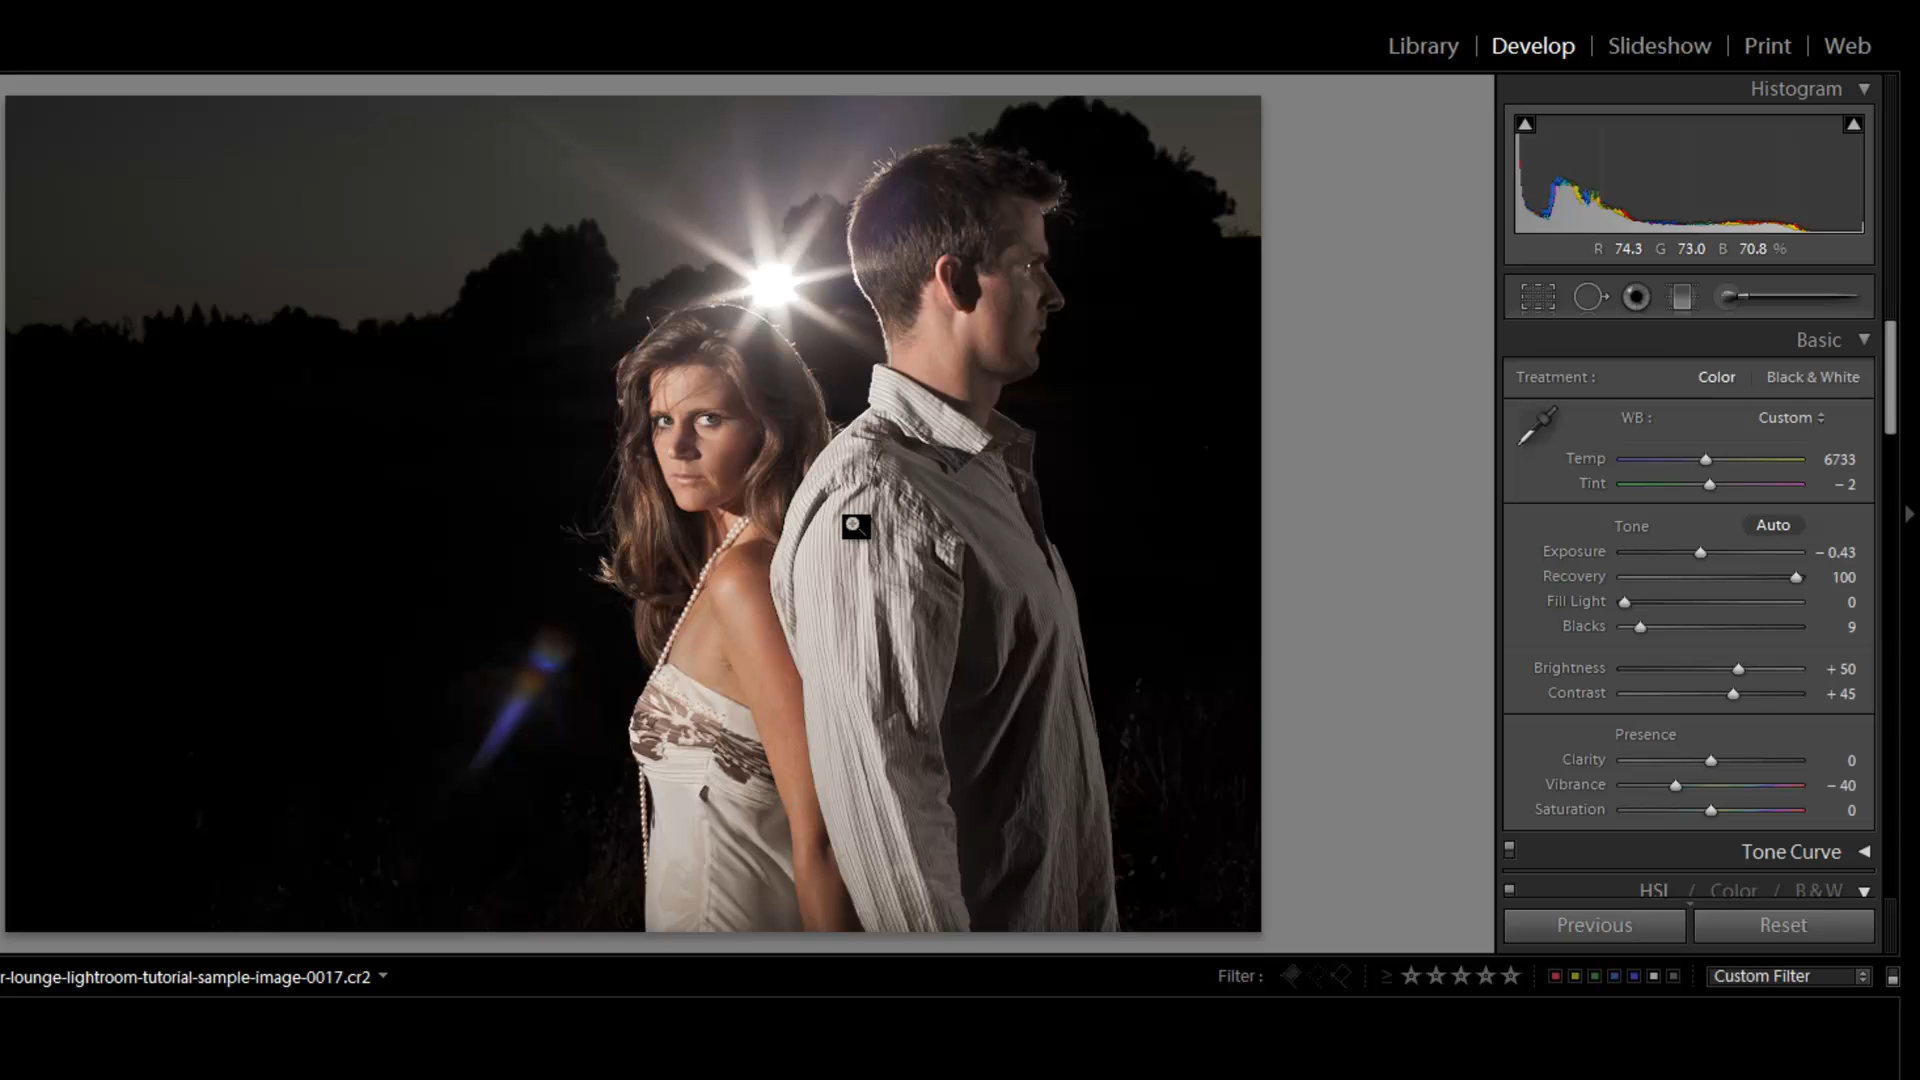 Library | Develop | Slideshow | Print | Web
Histogram
R 74.3 G 73.0 B 70.8 %
Basic
Treatment : Color Black & White
WB : Custom
Temp 6733
Tint - 2
Tone Auto
Exposure - 0.43
Recovery 100
Fill Light 0
Blacks 9
Brightness + 50
Contrast + 45
Presence
Clarity 0
Vibrance - 40
Saturation 0
Tone Curve
HSL / Color / B & W
Previous Reset
r-lounge-lightroom-tutorial-sample-image-0017.cr2
Filter : ≥ Custom Filter